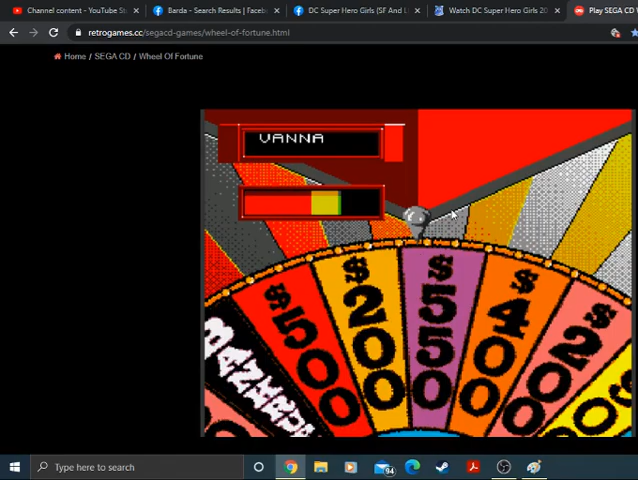 Channel content - YouTube St
Barda - Search Results | Facebo
DC Super Hero Girls (SF And L
Watch DC Super Hero Girls 20
Play SEGA CD W
retrogames.cc/segacd-games/wheel-of-fortune.html
Home / SEGA CD / Wheel Of Fortune
VANNA
$200
$550
$400
$200
Type here to search
94